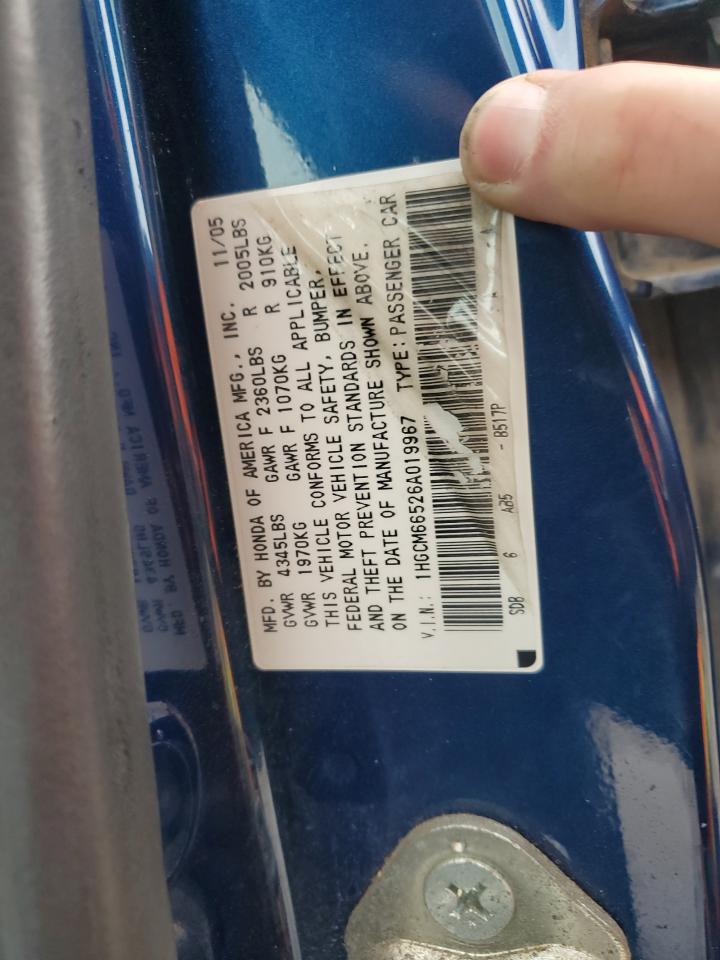 MFD. BY HONDA OF AMERICA MFG., INC. 11/05
GVWR 4345LBS GAWR F 2360LBS R 2005LBS
GVWR 1970KG GAWR F 1070KG R 910KG
THIS VEHICLE CONFORMS TO ALL APPLICABLE
FEDERAL MOTOR VEHICLE SAFETY, BUMPER,
AND THEFT PREVENTION STANDARDS IN EFFECT
ON THE DATE OF MANUFACTURE SHOWN ABOVE.
V.I.N.: 1HGCM66526A019967 TYPE: PASSENGER CAR
SDB 6 AB5 - B517P